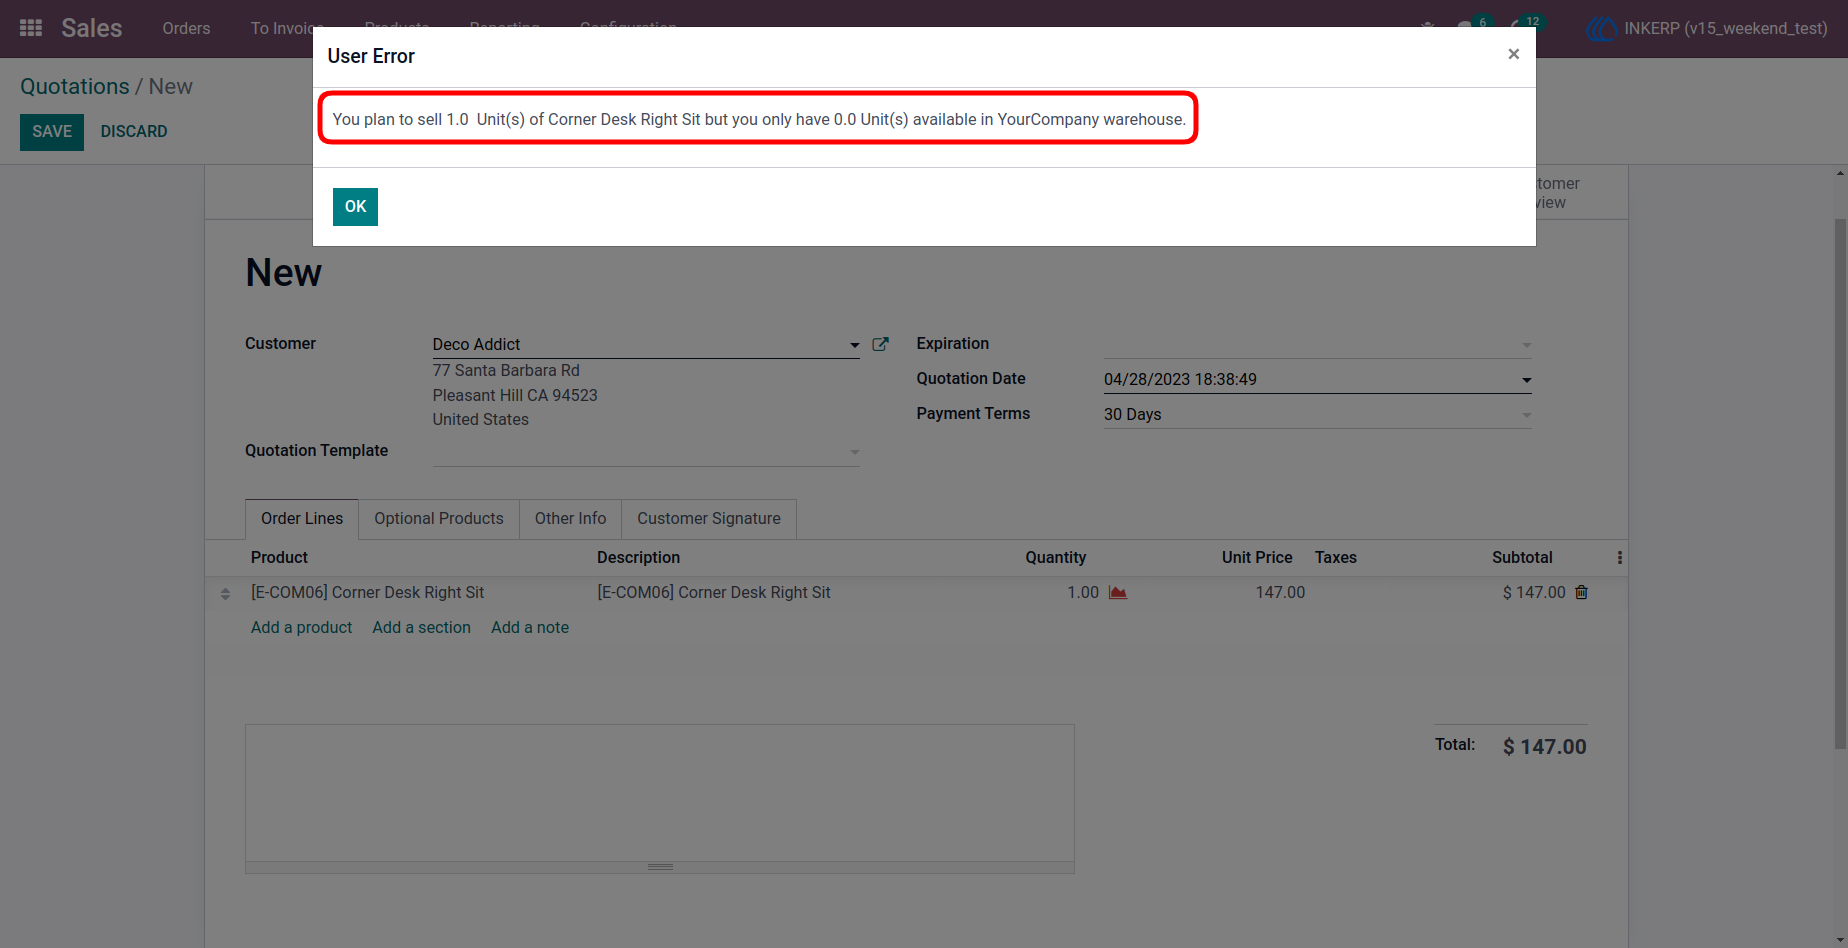 Sales Orders To Invoice Products Reporting Configuration 6 12 INKERP (v15_weekend_test)
User Error ×
Quotations / New
You plan to sell 1.0  Unit(s) of Corner Desk Right Sit but you only have 0.0 Unit(s) available in YourCompany warehouse.
SAVE DISCARD
OK
tomer
view
New
Customer Deco Addict Expiration
77 Santa Barbara Rd
Quotation Date 04/28/2023 18:38:49
Pleasant Hill CA 94523
United States
Payment Terms 30 Days
Quotation Template
Order Lines Optional Products Other Info Customer Signature
Product Description Quantity Unit Price Taxes Subtotal
[E-COM06] Corner Desk Right Sit [E-COM06] Corner Desk Right Sit 1.00 147.00 $ 147.00
Add a product Add a section Add a note
Total: $ 147.00